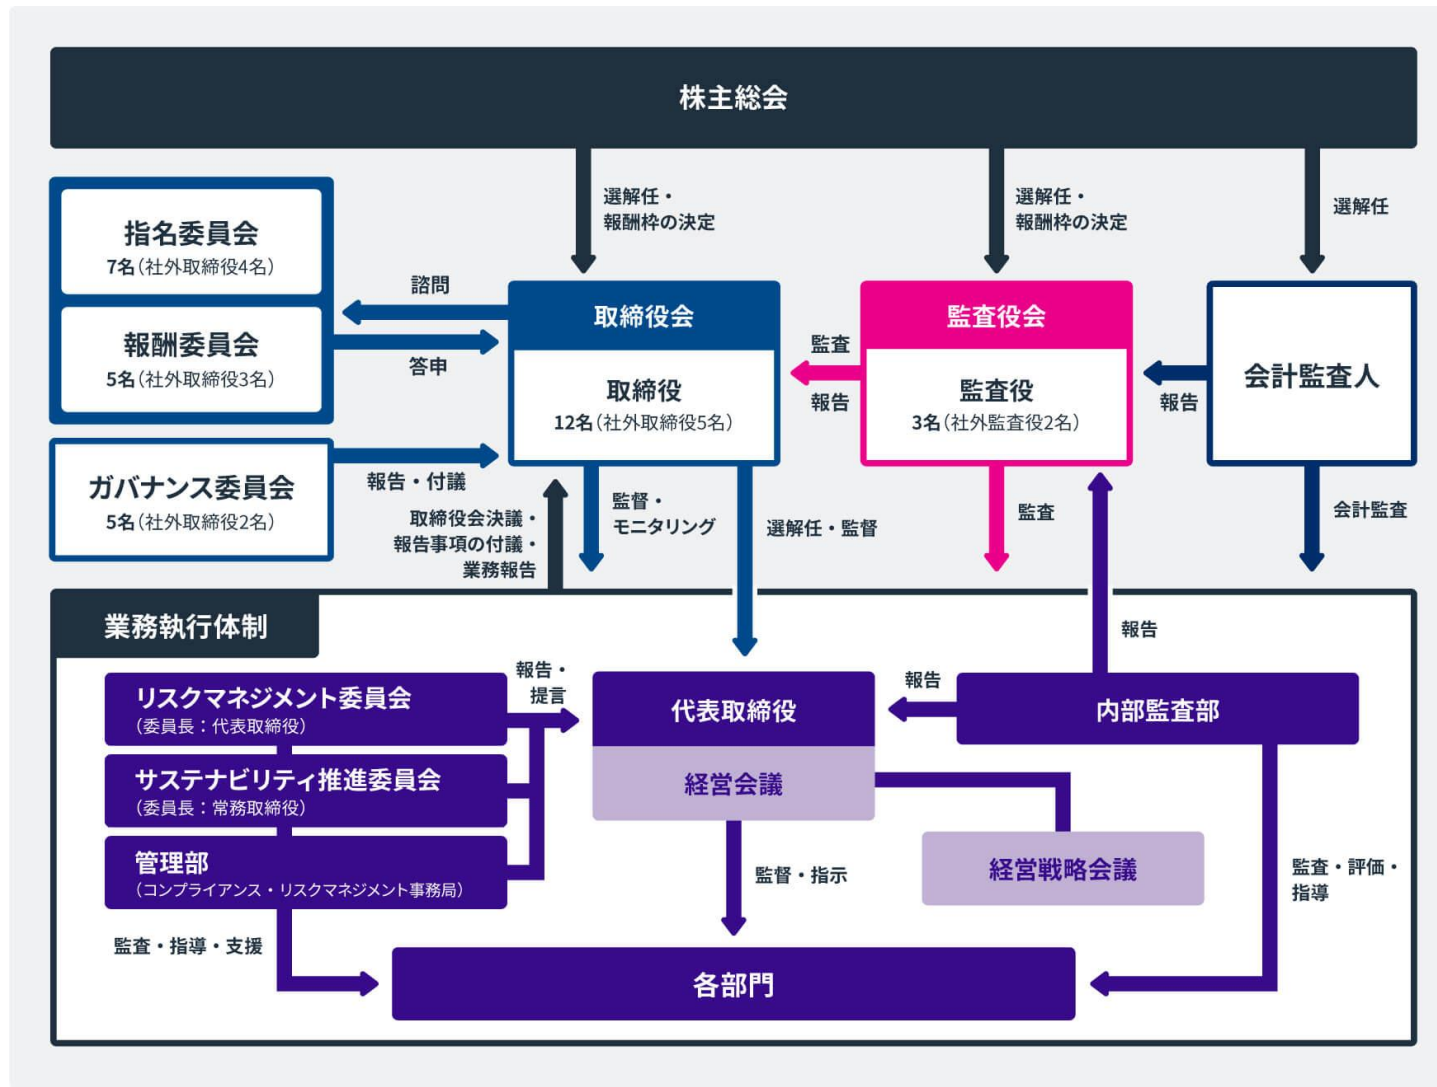 株主総会
選解任・
報酬枠の決定
選解任・
報酬枠の決定
選解任
指名委員会
7名（社外取締役4名）
報酬委員会
5名（社外取締役3名）
諮問
答申
取締役会
取締役
12名（社外取締役5名）
監査
報告
監査役会
監査役
3名（社外監査役2名）
報告
会計監査人
ガバナンス委員会
5名（社外取締役2名）
報告・付議
取締役会決議・
報告事項の付議・
業務報告
監督・
モニタリング
選解任・監督
監査
会計監査
業務執行体制
報告
リスクマネジメント委員会
（委員長：代表取締役）
サステナビリティ推進委員会
（委員長：常務取締役）
管理部
（コンプライアンス・リスクマネジメント事務局）
報告・
提言
代表取締役
経営会議
報告
内部監査部
経営戦略会議
監督・指示
監査・評価・
指導
監査・指導・支援
各部門